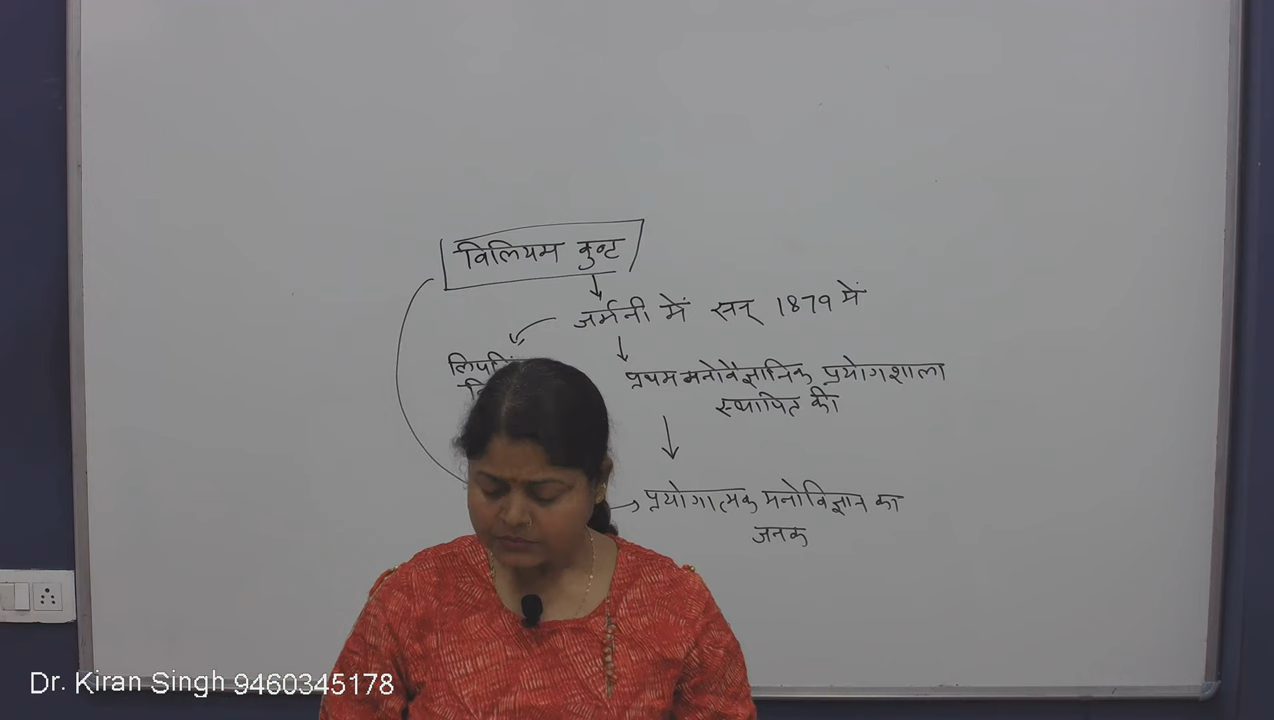 विलियम वुण्ट
जर्मनी में सन् 1879 में
प्रथम मनोवैज्ञानिक प्रयोगशाला
स्थापित की
प्रयोगात्मक मनोविज्ञान का
जनक
Dr. Kiran Singh 9460345178